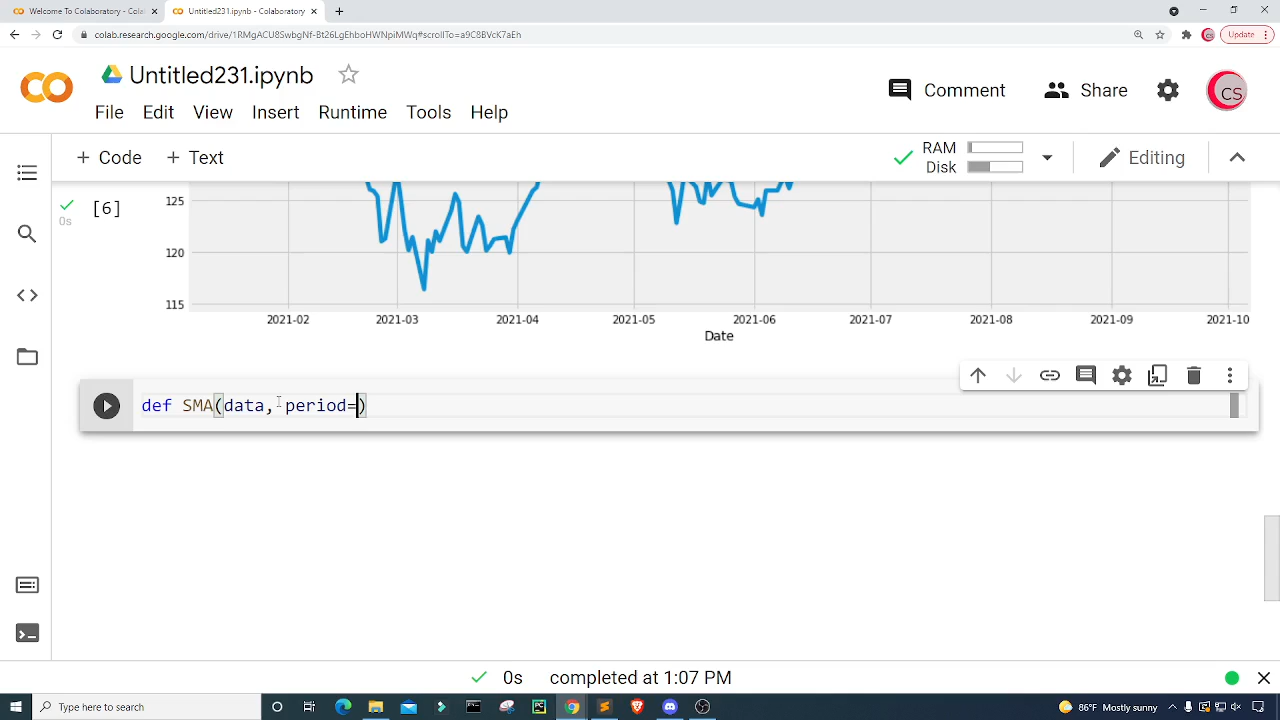 Welcome To Colaboratory - Colab
Untitled231.ipynb - Colaboratory
colab.research.google.com/drive/1RMgACU8SwbgNf-Bt26LgEhboHWNpiMWq#scrollTo=a9C8BVcK7aEn
Update
Untitled231.ipynb
Comment
Share
CS
File Edit View Insert Runtime Tools Help
+ Code + Text
RAM
Disk
Editing
[6]
0s
125
120
115
2021-02 2021-03 2021-04 2021-05 2021-06 2021-07 2021-08 2021-09 2021-10
Date
def SMA(data, period=)
0s completed at 1:07 PM
Type here to search
86°F Mostly sunny